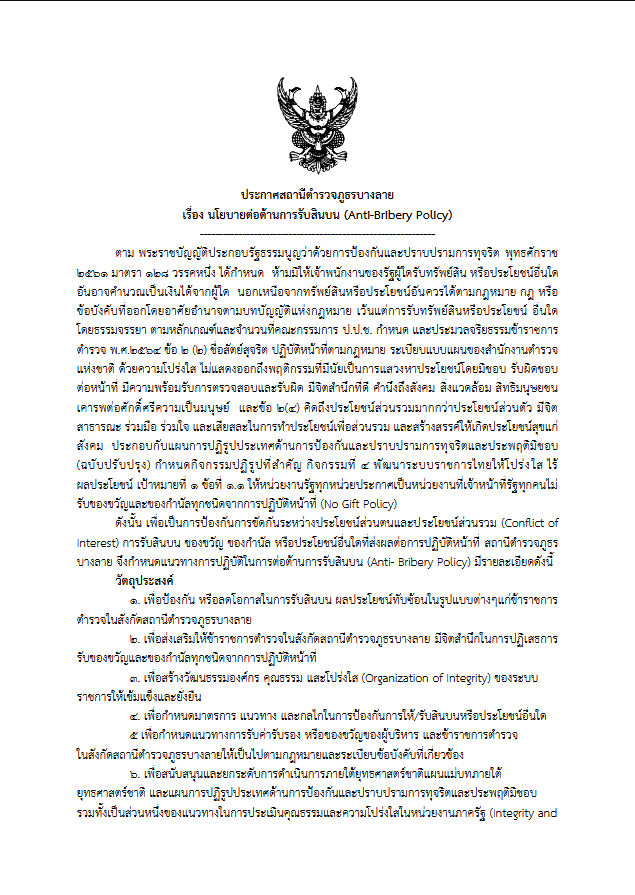 ประกาศสถานีตำรวจภูธรบางลาย
เรื่อง นโยบายต่อต้านการรับสินบน (Anti-Bribery Policy)
-------------------------------------------------------
ตาม พระราชบัญญัติประกอบรัฐธรรมนูญว่าด้วยการป้องกันและปราบปรามการทุจริต พุทธศักราช
๒๕๖๑ มาตรา ๑๒๘ วรรคหนึ่ง ได้กำหนด ห้ามมิให้เจ้าพนักงานของรัฐผู้ใดรับทรัพย์สิน หรือประโยชน์อื่นใด
อันอาจคำนวณเป็นเงินได้จากผู้ใด นอกเหนือจากทรัพย์สินหรือประโยชน์อันควรได้ตามกฎหมาย กฎ หรือ
ข้อบังคับที่ออกโดยอาศัยอำนาจตามบทบัญญัติแห่งกฎหมาย เว้นแต่การรับทรัพย์สินหรือประโยชน์ อื่นใด
โดยธรรมจรรยา ตามหลักเกณฑ์และจำนวนที่คณะกรรมการ ป.ป.ช. กำหนด และประมวลจริยธรรมข้าราชการ
ตำรวจ พ.ศ.๒๕๖๔ ข้อ ๒ (๒) ซื่อสัตย์สุจริต ปฏิบัติหน้าที่ตามกฎหมาย ระเบียบแบบแผนของสำนักงานตำรวจ
แห่งชาติ ด้วยความโปร่งใส ไม่แสดงออกถึงพฤติกรรมที่มีนัยเป็นการแสวงหาประโยชน์โดยมิชอบ รับผิดชอบ
ต่อหน้าที่ มีความพร้อมรับการตรวจสอบและรับผิด มีจิตสำนึกที่ดี คำนึงถึงสังคม สิ่งแวดล้อม สิทธิมนุษยชน
เคารพต่อศักดิ์ศรีความเป็นมนุษย์ และข้อ ๒(๔) คิดถึงประโยชน์ส่วนรวมมากกว่าประโยชน์ส่วนตัว มีจิต
สาธารณะ ร่วมมือ ร่วมใจ และเสียสละในการทำประโยชน์เพื่อส่วนรวม และสร้างสรรค์ให้เกิดประโยชน์สุขแก่
สังคม ประกอบกับแผนการปฏิรูปประเทศด้านการป้องกันและปราบปรามการทุจริตและประพฤติมิชอบ
(ฉบับปรับปรุง) กำหนดกิจกรรมปฏิรูปที่สำคัญ กิจกรรมที่ ๔ พัฒนาระบบราชการไทยให้โปร่งใส ไร้
ผลประโยชน์ เป้าหมายที่ ๑ ข้อที่ ๑.๑ ให้หน่วยงานรัฐทุกหน่วยประกาศเป็นหน่วยงานที่เจ้าหน้าที่รัฐทุกคนไม่
รับของขวัญและของกำนัลทุกชนิดจากการปฏิบัติหน้าที่ (No Gift Policy)
ดังนั้น เพื่อเป็นการป้องกันการขัดกันระหว่างประโยชน์ส่วนตนและประโยชน์ส่วนรวม (Conflict of
Interest) การรับสินบน ของขวัญ ของกำนัล หรือประโยชน์อื่นใดที่ส่งผลต่อการปฏิบัติหน้าที่ สถานีตำรวจภูธร
บางลาย จึงกำหนดแนวทางการปฏิบัติในการต่อต้านการรับสินบน (Anti- Bribery Policy) มีรายละเอียดดังนี้
วัตถุประสงค์
๑. เพื่อป้องกัน หรือลดโอกาสในการรับสินบน ผลประโยชน์ทับซ้อนในรูปแบบต่างๆแก่ข้าราชการ
ตำรวจในสังกัดสถานีตำรวจภูธรบางลาย
๒. เพื่อส่งเสริมให้ข้าราชการตำรวจในสังกัดสถานีตำรวจภูธรบางลาย มีจิตสำนึกในการปฏิเสธการ
รับของขวัญและของกำนัลทุกชนิดจากการปฏิบัติหน้าที่
๓. เพื่อสร้างวัฒนธรรมองค์กร คุณธรรม และโปร่งใส (Organization of Integrity) ของระบบ
ราชการให้เข้มแข็งและยั่งยืน
๔. เพื่อกำหนดมาตรการ แนวทาง และกลไกในการป้องกันการให้/รับสินบนหรือประโยชน์อื่นใด
๕ เพื่อกำหนดแนวทางการรับค่ารับรอง หรือของขวัญของผู้บริหาร และข้าราชการตำรวจ
ในสังกัดสถานีตำรวจภูธรบางลายให้เป็นไปตามกฎหมายและระเบียบข้อบังคับที่เกี่ยวข้อง
๖. เพื่อสนับสนุนและยกระดับการดำเนินการภายใต้ยุทธศาสตร์ชาติแผนแม่บทภายใต้
ยุทธศาสตร์ชาติ และแผนการปฏิรูปประเทศด้านการป้องกันและปราบปรามการทุจริตและประพฤติมิชอบ
รวมทั้งเป็นส่วนหนึ่งของแนวทางในการประเมินคุณธรรมและความโปร่งใสในหน่วยงานภาครัฐ (Integrity and